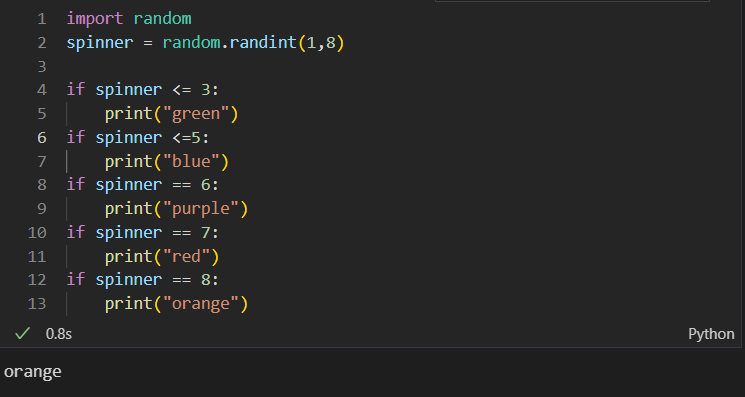 1 import random
2 spinner = random.randint(1,8)
3
4 if spinner <= 3:
5     print("green")
6 if spinner <=5:
7     print("blue")
8 if spinner == 6:
9     print("purple")
10 if spinner == 7:
11     print("red")
12 if spinner == 8:
13     print("orange")
0.8s Python
orange